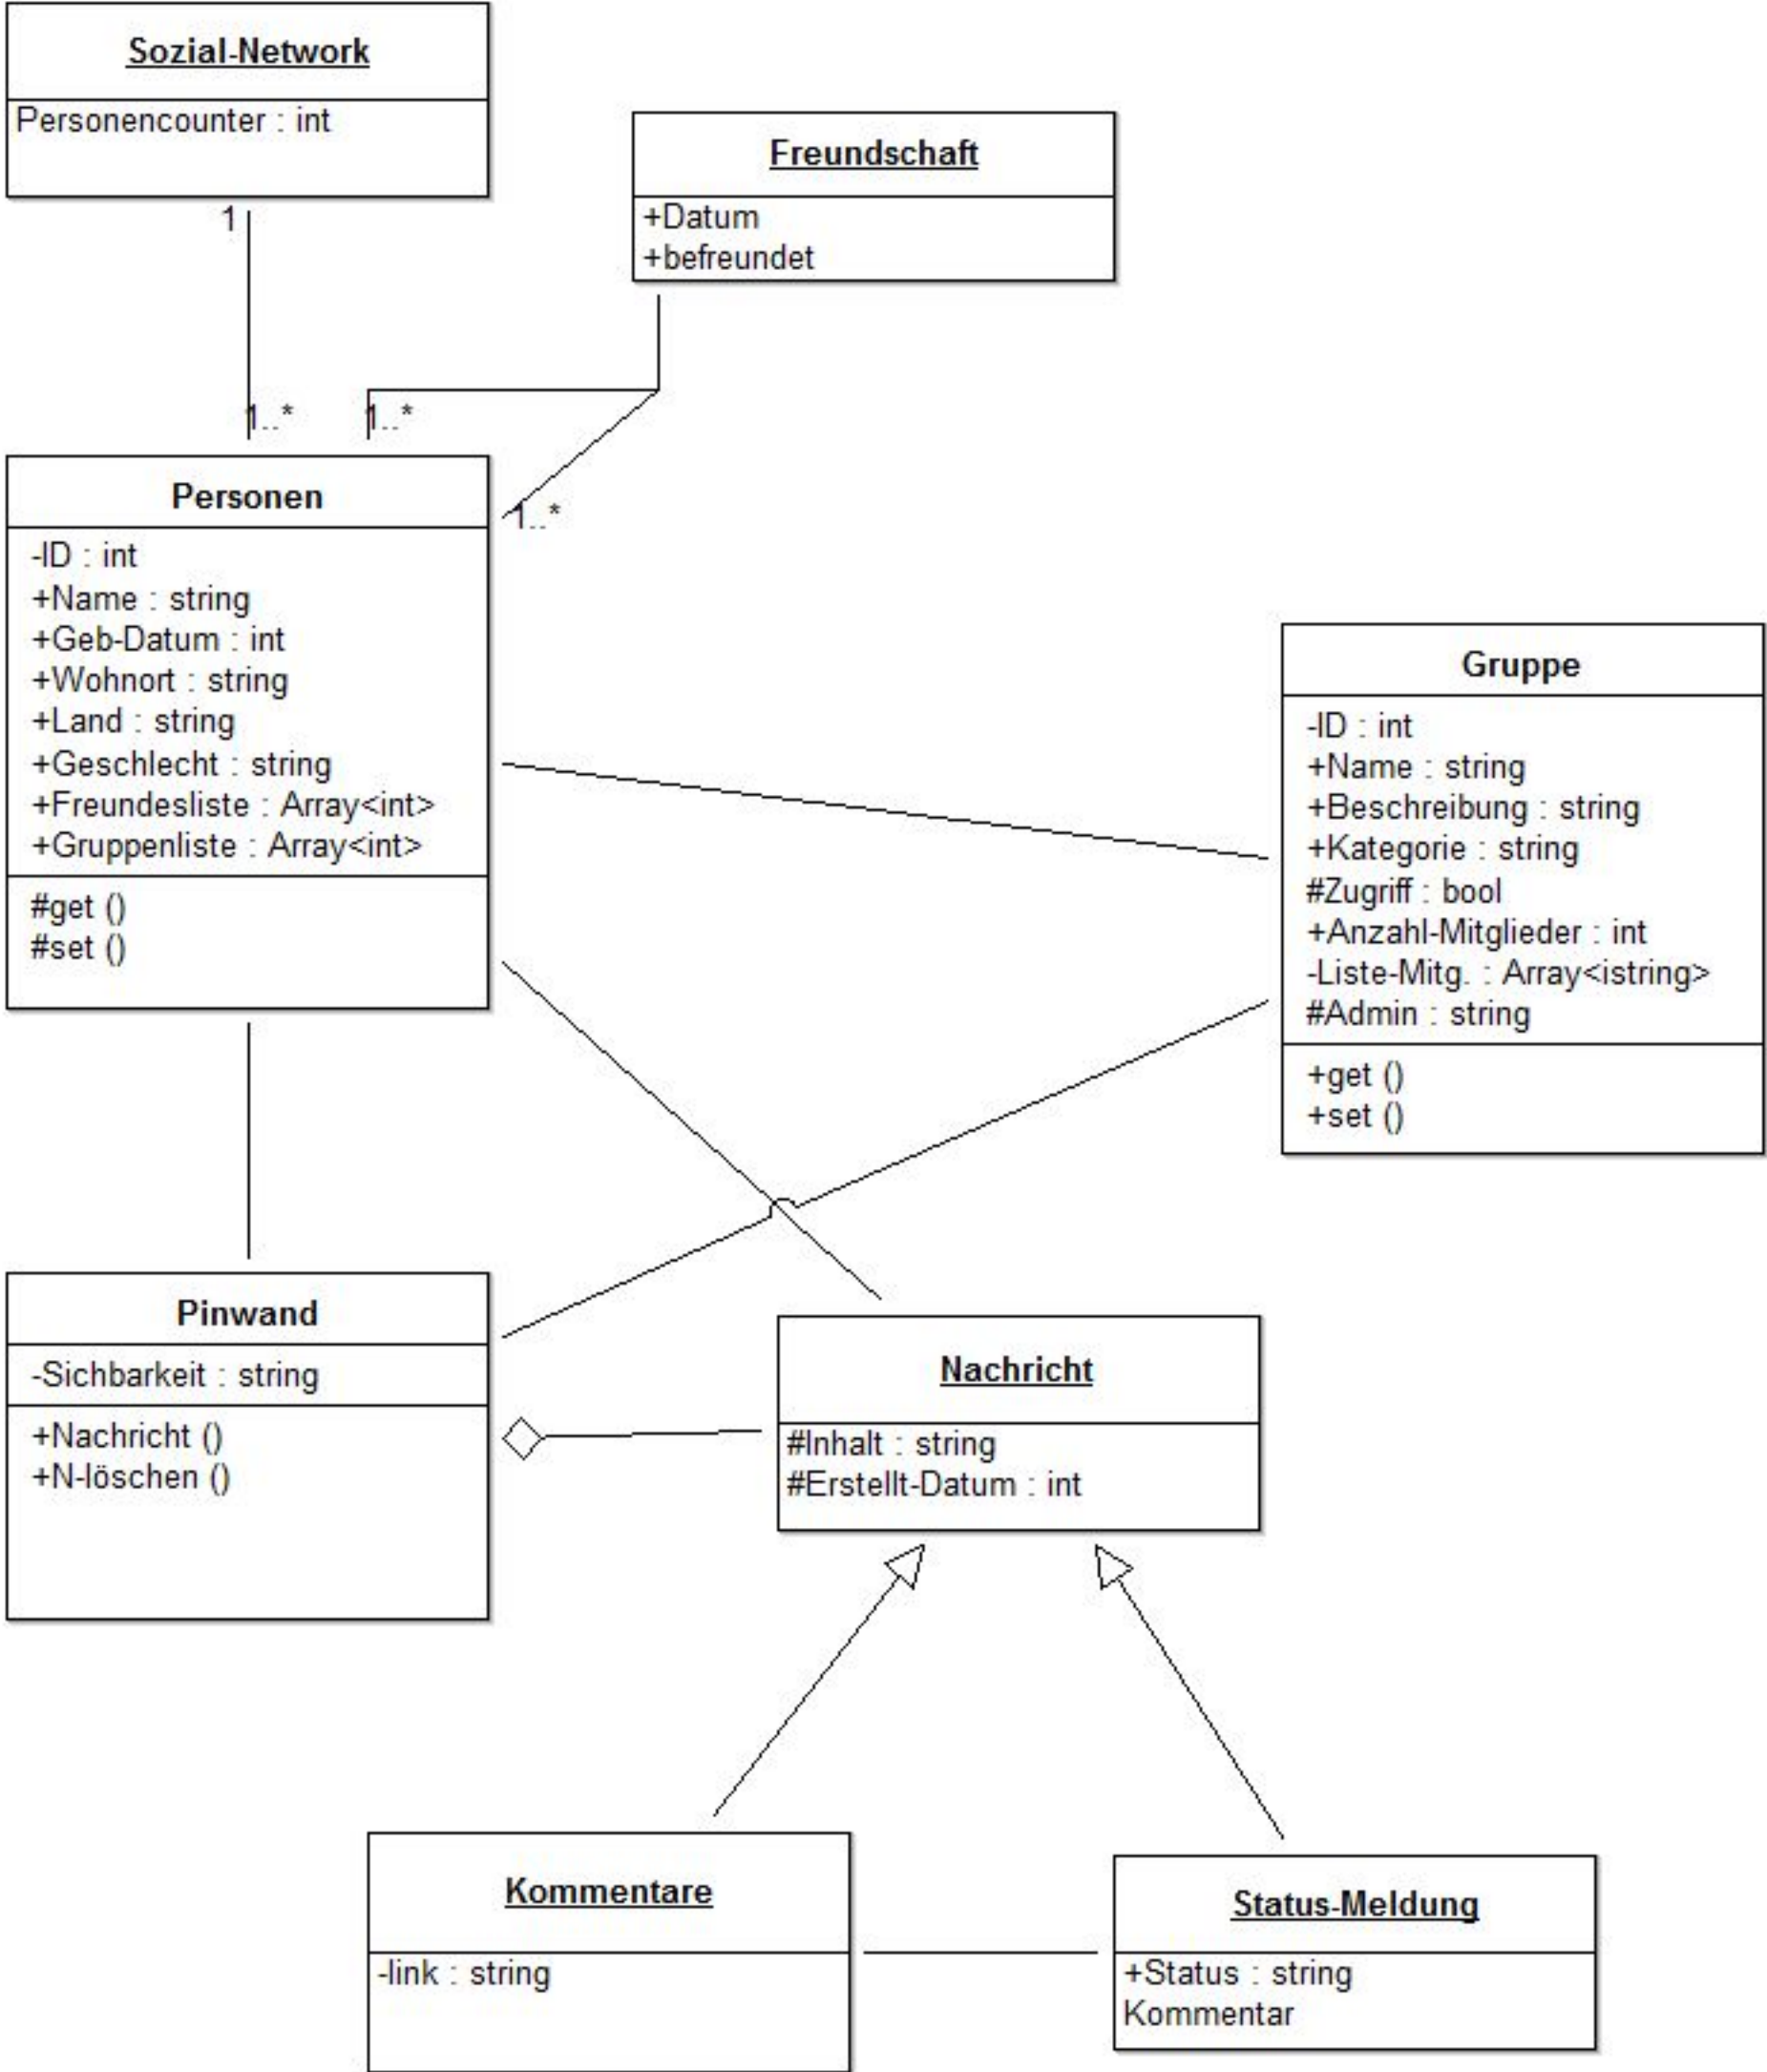 Sozial-Network
Personencounter : int
1
Freundschaft
+Datum
+befreundet
1..*
1..*
1..*
Personen
-ID : int
+Name : string
+Geb-Datum : int
+Wohnort : string
+Land : string
+Geschlecht : string
+Freundesliste : Array<int>
+Gruppenliste : Array<int>
#get ()
#set ()
Gruppe
-ID : int
+Name : string
+Beschreibung : string
+Kategorie : string
#Zugriff : bool
+Anzahl-Mitglieder : int
-Liste-Mitg. : Array<istring>
#Admin : string
+get ()
+set ()
Pinwand
-Sichbarkeit : string
+Nachricht ()
+N-löschen ()
Nachricht
#Inhalt : string
#Erstellt-Datum : int
Kommentare
-link : string
Status-Meldung
+Status : string
Kommentar